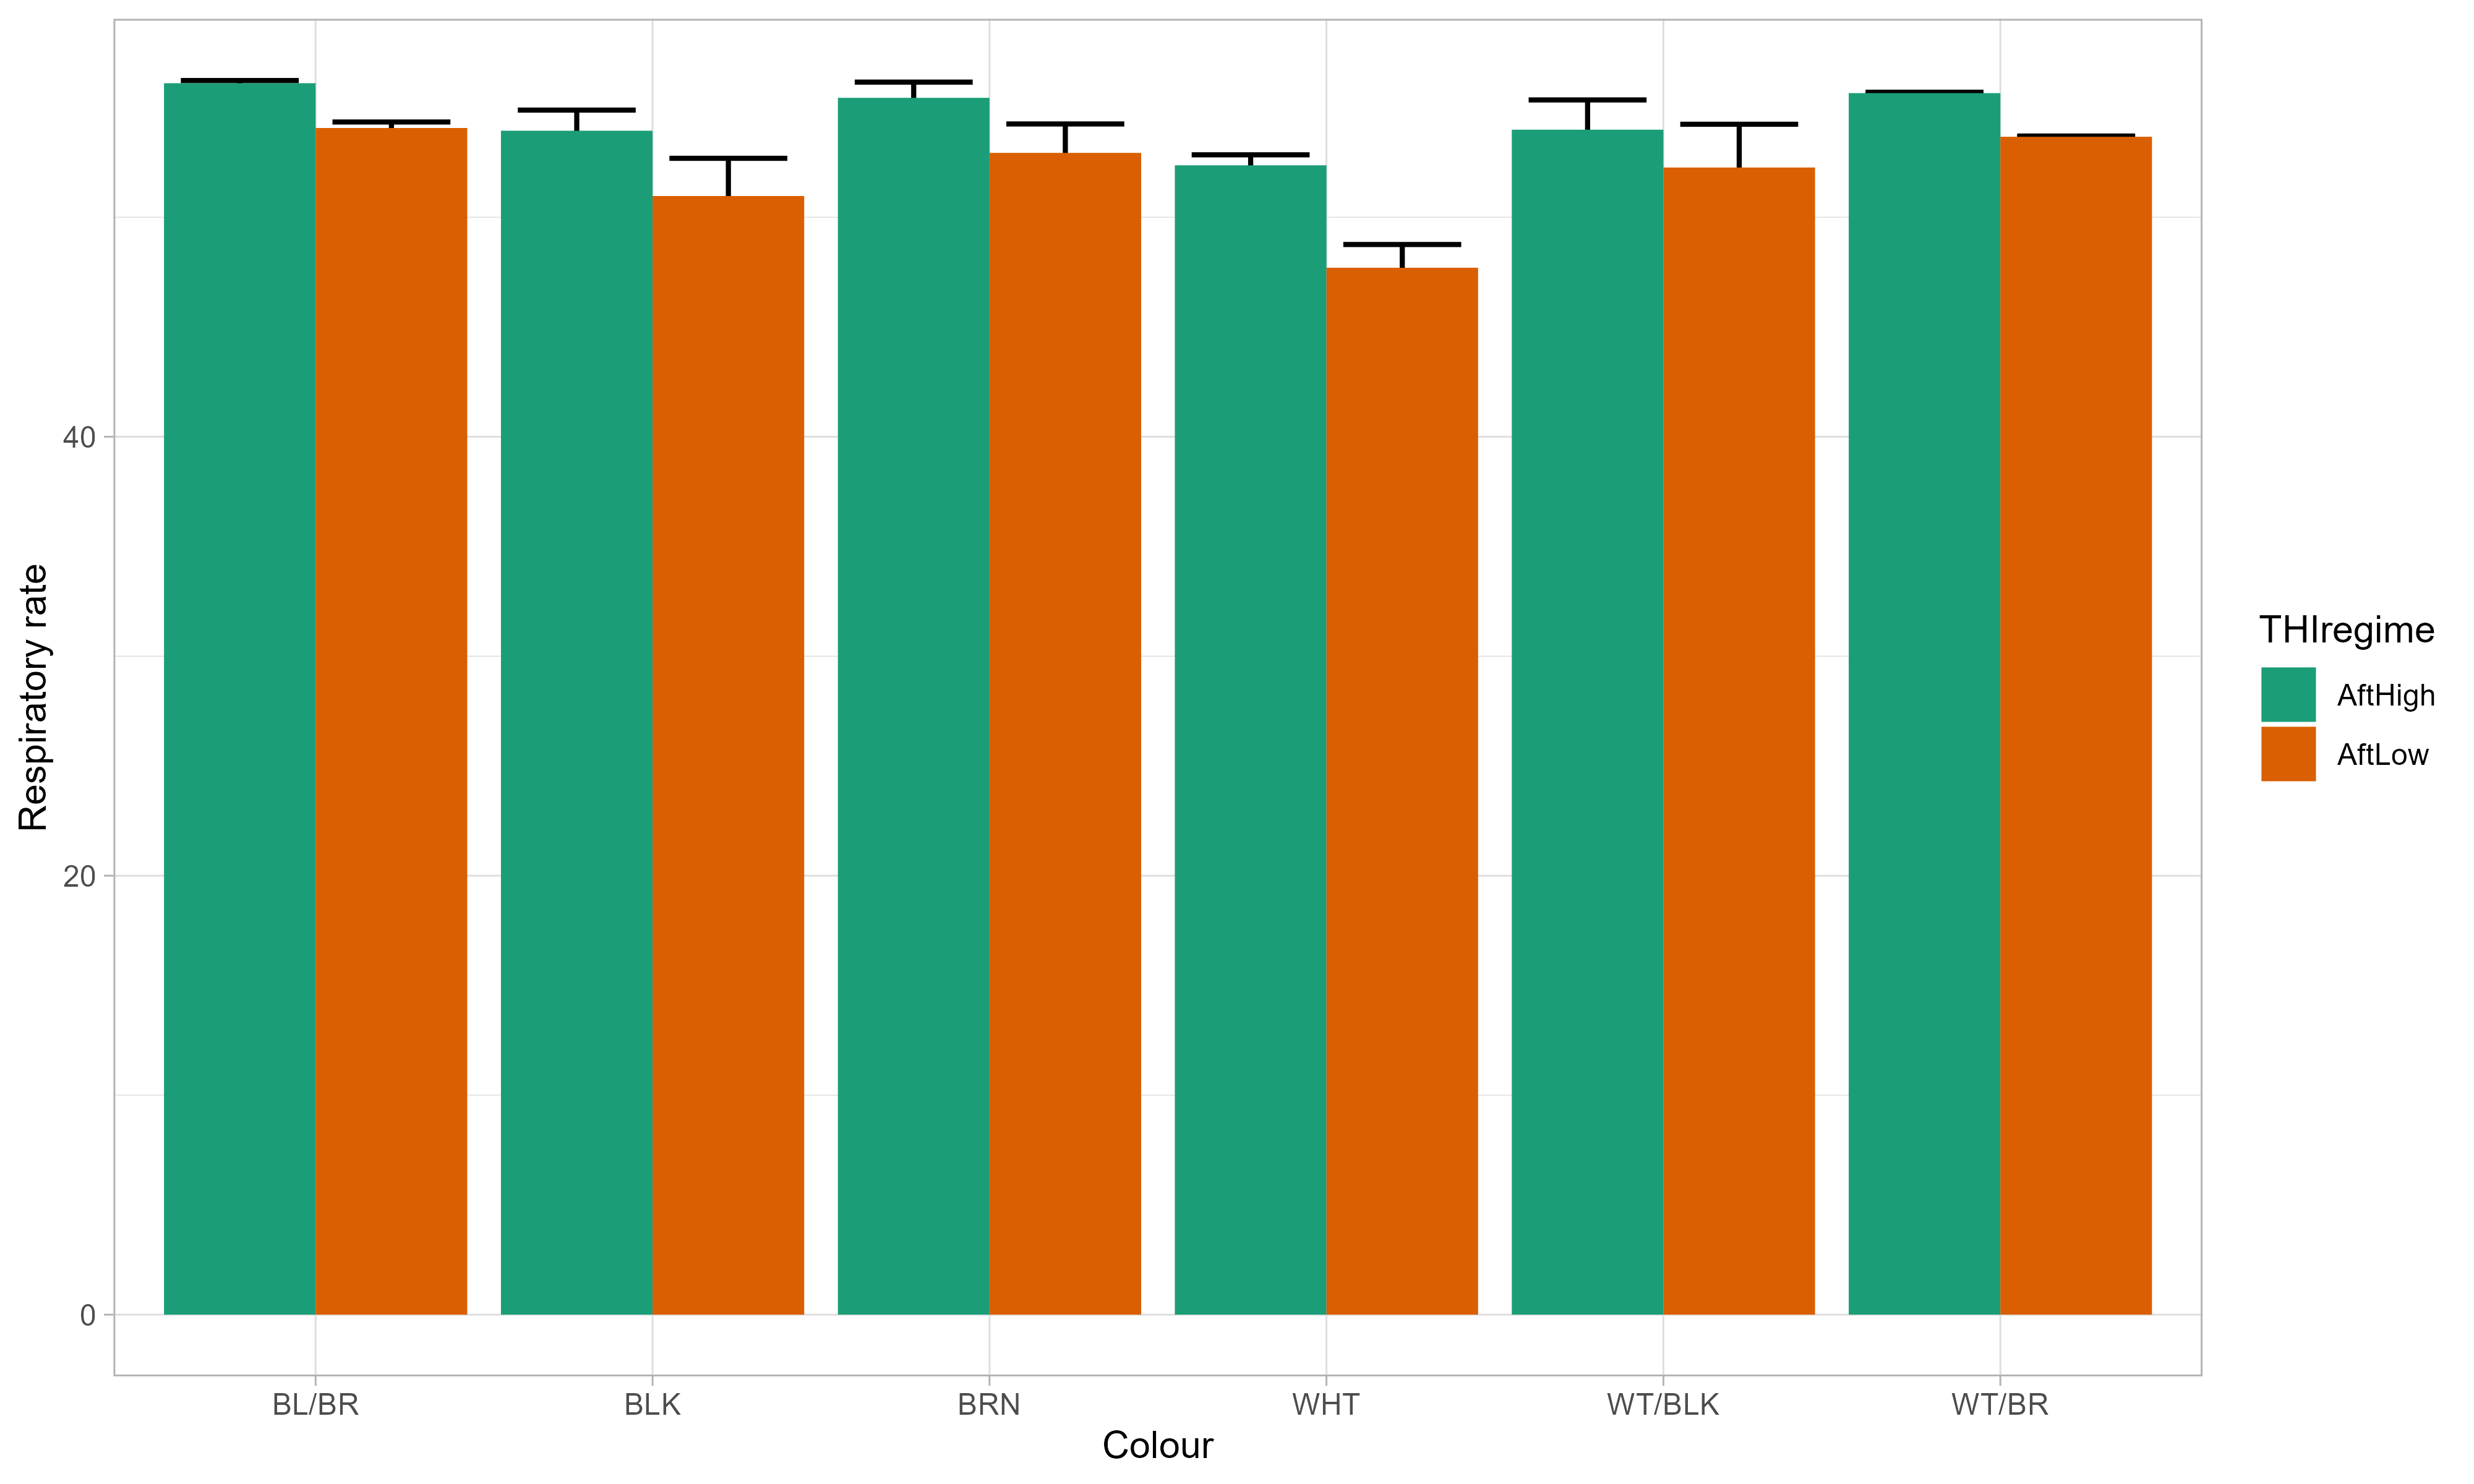 Respiratory rate
40
20
0
BL/BR
BLK
BRN
WHT
WT/BLK
WT/BR
Colour
THIregime
AftHigh
AftLow